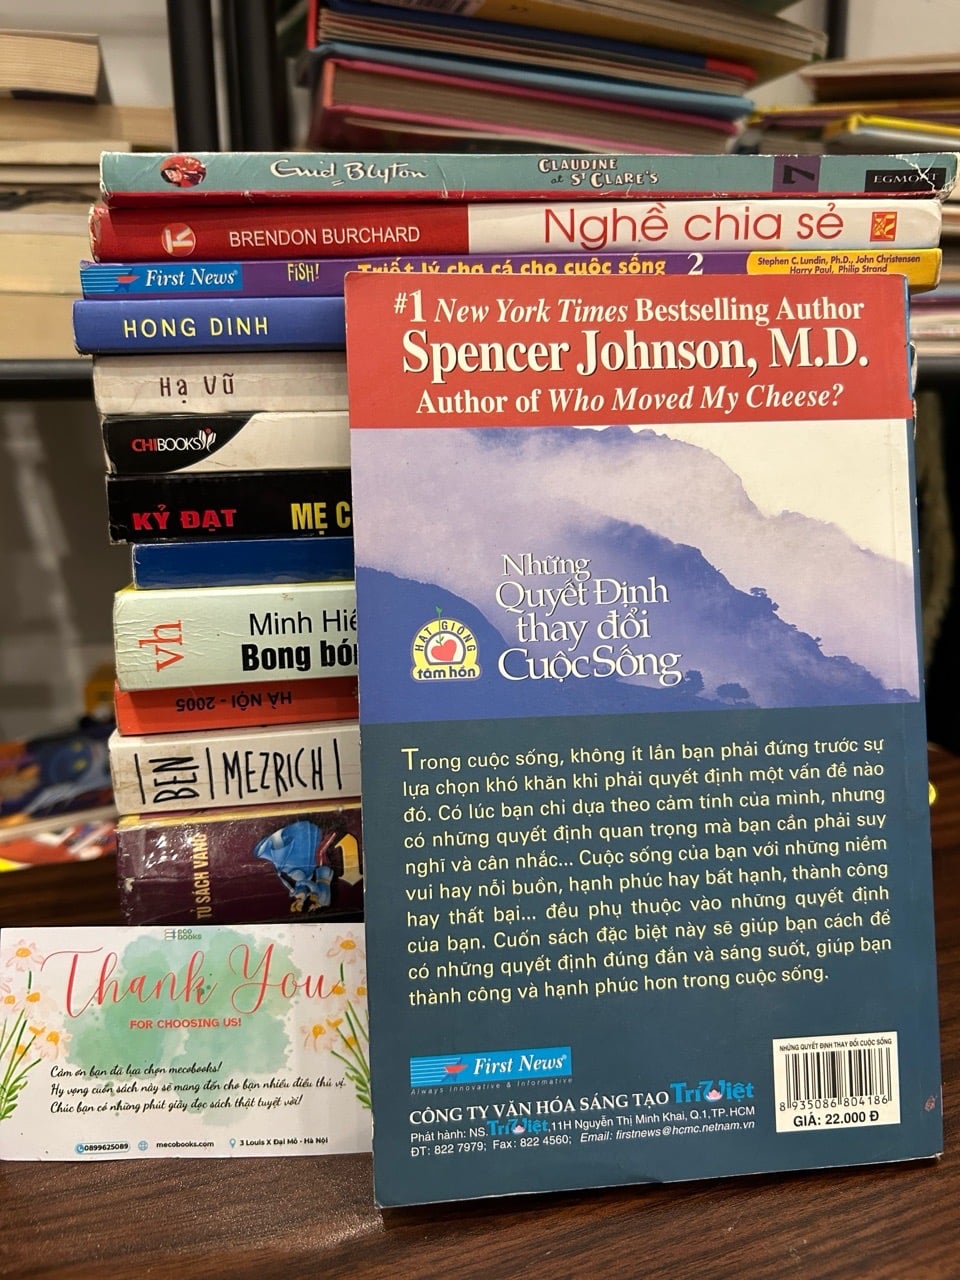 Enid Blyton
CLAUDINE
at ST CLARE'S
7
EGMONT
BRENDON BURCHARD
Nghề chia sẻ
First News
FISH!
Triết lý chợ cá cho cuộc sống
2
Stephen C. Lundin, Ph.D., John Christensen
Harry Paul, Philip Strand
HONG DINH
Hạ Vũ
CHIBOOKS
KỶ ĐẠT
MẸ C
vh
Minh Hiế
Bong bón
HÀ NỘI - 2005
BEN
MEZRICH
TỦ SÁCH VÀNG
#1 New York Times Bestselling Author
Spencer Johnson, M.D.
Author of Who Moved My Cheese?
Những
Quyết Định
thay đổi
Cuộc Sống
HẠT GIỐNG
tâm hồn
Trong cuộc sống, không ít lần bạn phải đứng trước sự
lựa chọn khó khăn khi phải quyết định một vấn đề nào
đó. Có lúc bạn chỉ dựa theo cảm tính của mình, nhưng
có những quyết định quan trọng mà bạn cần phải suy
nghĩ và cân nhắc... Cuộc sống của bạn với những niềm
vui hay nỗi buồn, hạnh phúc hay bất hạnh, thành công
hay thất bại... đều phụ thuộc vào những quyết định
của bạn. Cuốn sách đặc biệt này sẽ giúp bạn cách để
có những quyết định đúng đắn và sáng suốt, giúp bạn
thành công và hạnh phúc hơn trong cuộc sống.
First News
Always Innovative & Informative
CÔNG TY VĂN HÓA SÁNG TẠO Trí Việt
Phát hành: NS. Trí Việt, 11H Nguyễn Thị Minh Khai, Q.1, TP. HCM
ĐT: 822 7979; Fax: 822 4560; Email: firstnews@hcmc.netnam.vn
NHỮNG QUYẾT ĐỊNH THAY ĐỔI CUỘC SỐNG
8 935086 804186
GIÁ: 22.000 Đ
eco
books
Thank You
FOR CHOOSING US!
Cảm ơn bạn đã lựa chọn mecobooks!
Hy vọng cuốn sách này sẽ mang đến cho bạn nhiều điều thú vị.
Chúc bạn có những phút giây đọc sách thật tuyệt vời!
0899625089
mecobooks.com
3 Louis X Đại Mỗ - Hà Nội